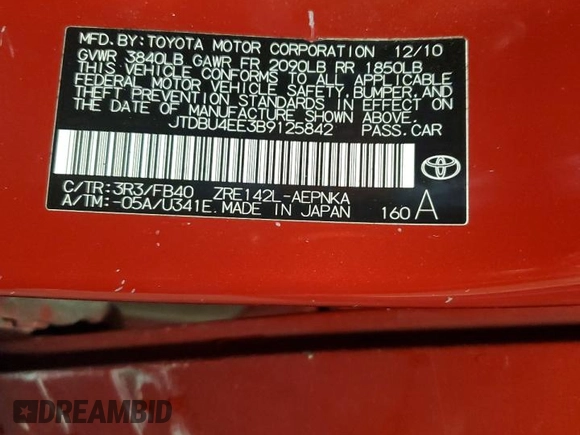 MFD.BY:TOYOTA MOTOR CORPORATION 12/10
GVWR 3840LB GAWR FR 2090LB RR 1850LB
THIS VEHICLE CONFORMS TO ALL APPLICABLE
FEDERAL MOTOR VEHICLE SAFETY, BUMPER, AND
THEFT PREVENTION STANDARDS IN EFFECT ON
THE DATE OF MANUFACTURE SHOWN ABOVE.
JTDBU4EE3B9125842 PASS.CAR
C/TR:3R3/FB40 ZRE142L-AEPNKA
A/TM:-05A/U341E.MADE IN JAPAN 160 A
DREAMBID